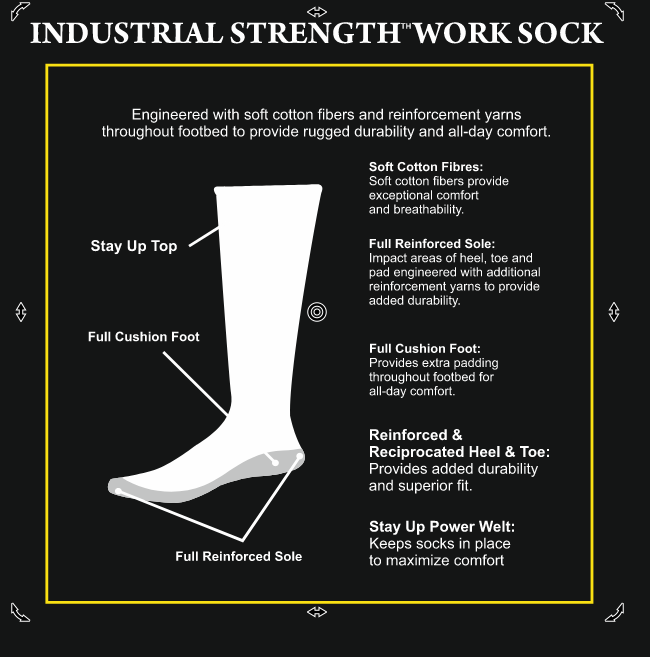 INDUSTRIAL STRENGTH™ WORK SOCK
Engineered with soft cotton fibers and reinforcement yarns
throughout footbed to provide rugged durability and all-day comfort.
Stay Up Top
Full Cushion Foot
Full Reinforced Sole
Soft Cotton Fibres:
Soft cotton fibers provide
exceptional comfort
and breathability.
Full Reinforced Sole:
Impact areas of heel, toe and
pad engineered with additional
reinforcement yarns to provide
added durability.
Full Cushion Foot:
Provides extra padding
throughout footbed for
all-day comfort.
Reinforced &
Reciprocated Heel & Toe:
Provides added durability
and superior fit.
Stay Up Power Welt:
Keeps socks in place
to maximize comfort